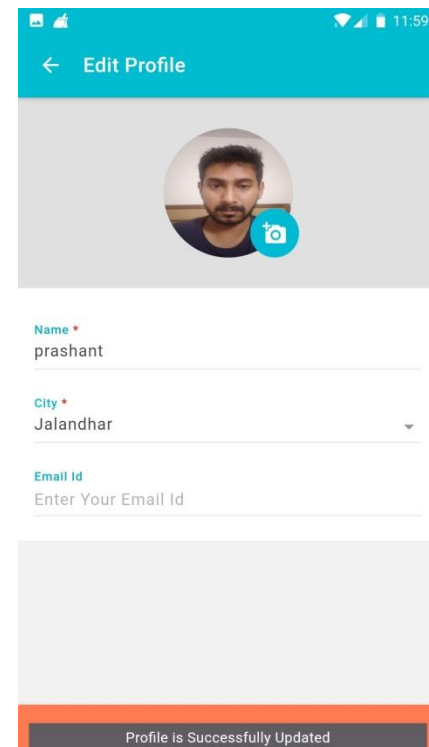 11:59
Edit Profile
Name *
prashant
City *
Jalandhar
Email Id
Enter Your Email Id
Profile is Successfully Updated